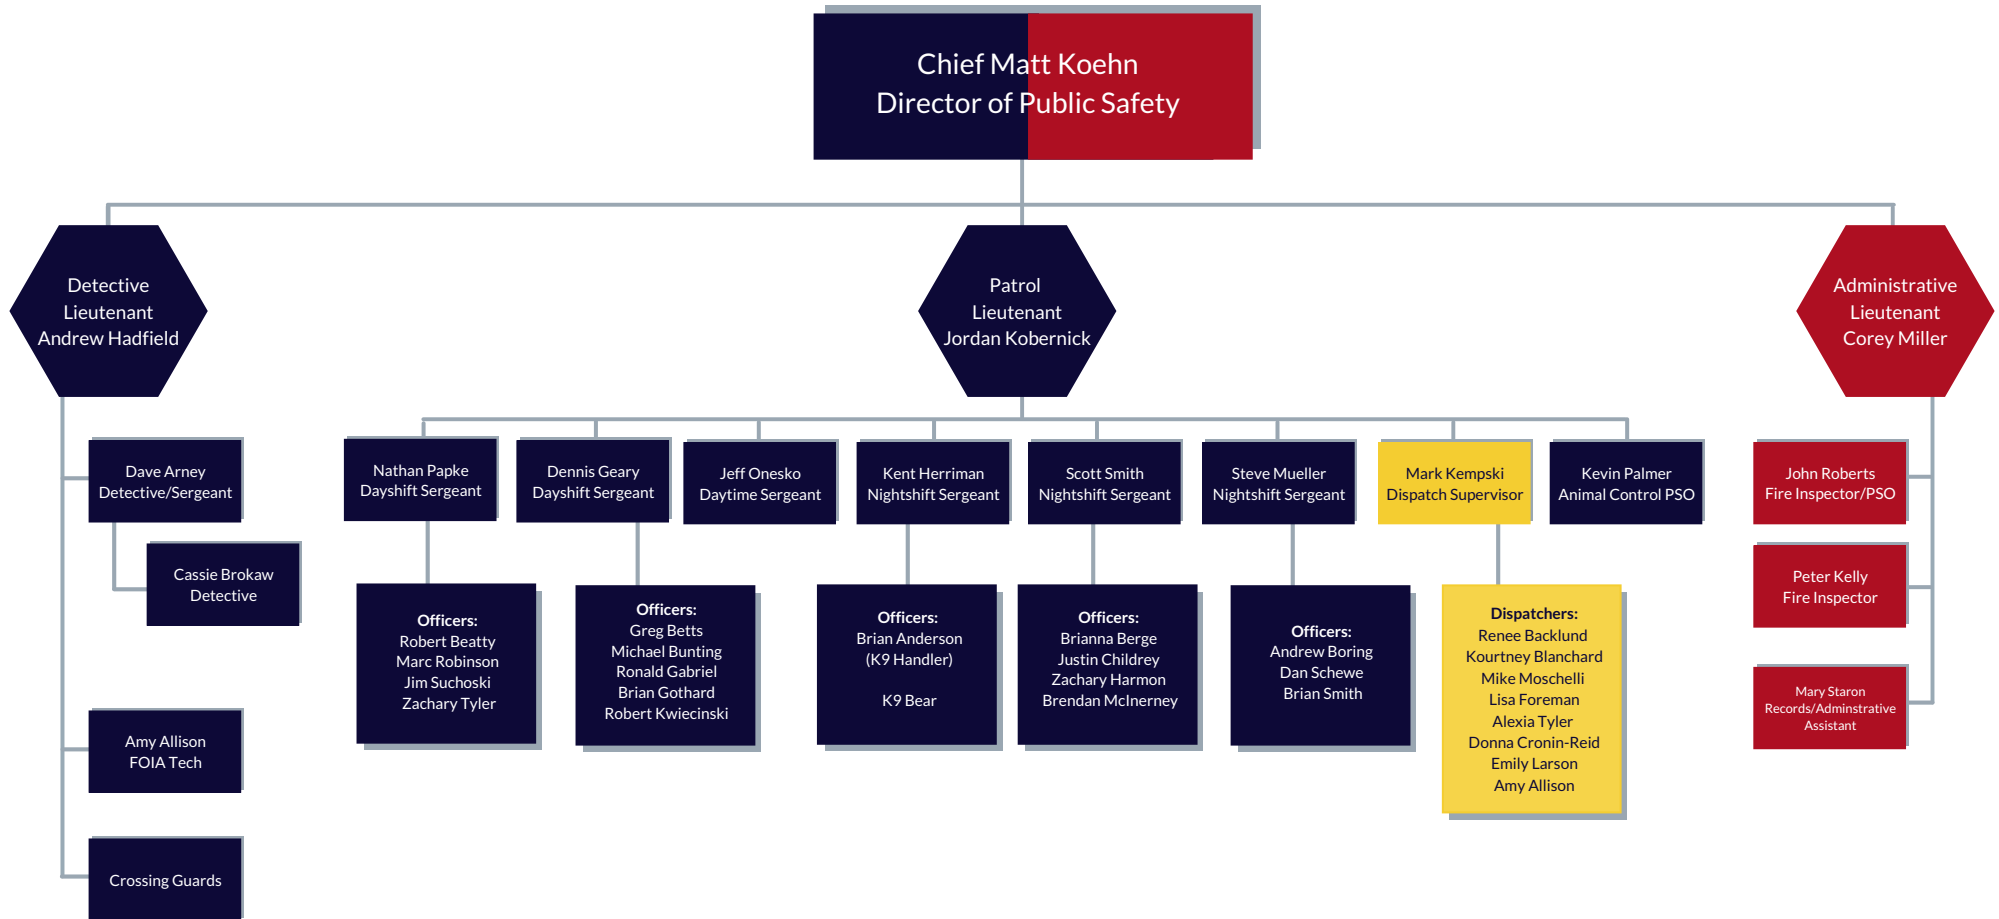 Chief Matt Koehn
Director of Public Safety
Detective
Lieutenant
Andrew Hadfield
Patrol
Lieutenant
Jordan Kobernick
Administrative
Lieutenant
Corey Miller
Dave Arney
Detective/Sergeant
Cassie Brokaw
Detective
Amy Allison
FOIA Tech
Crossing Guards
Nathan Papke
Dayshift Sergeant
Dennis Geary
Dayshift Sergeant
Jeff Onesko
Daytime Sergeant
Kent Herriman
Nightshift Sergeant
Scott Smith
Nightshift Sergeant
Steve Mueller
Nightshift Sergeant
Mark Kempski
Dispatch Supervisor
Kevin Palmer
Animal Control PSO
Officers:
Robert Beatty
Marc Robinson
Jim Suchoski
Zachary Tyler
Officers:
Greg Betts
Michael Bunting
Ronald Gabriel
Brian Gothard
Robert Kwiecinski
Officers:
Brian Anderson
(K9 Handler)
K9 Bear
Officers:
Brianna Berge
Justin Childrey
Zachary Harmon
Brendan McInerney
Officers:
Andrew Boring
Dan Schewe
Brian Smith
Dispatchers:
Renee Backlund
Kourtney Blanchard
Mike Moschelli
Lisa Foreman
Alexia Tyler
Donna Cronin-Reid
Emily Larson
Amy Allison
John Roberts
Fire Inspector/PSO
Peter Kelly
Fire Inspector
Mary Staron
Records/Adminstrative
Assistant